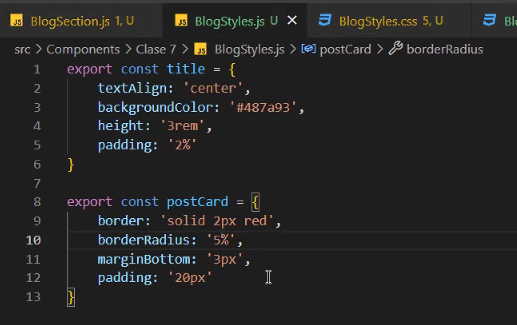 BlogSection.js 1, U
BlogStyles.js U
BlogStyles.css 5, U
src > Components > Clase 7 > BlogStyles.js > postCard > borderRadius
1 export const title = {
2 textAlign: 'center',
3 backgroundColor: '#487a93',
4 height: '3rem',
5 padding: '2%'
6 }
7
8 export const postCard = {
9 border: 'solid 2px red',
10 borderRadius: '5%',
11 marginBottom: '3px',
12 padding: '20px'
13 }